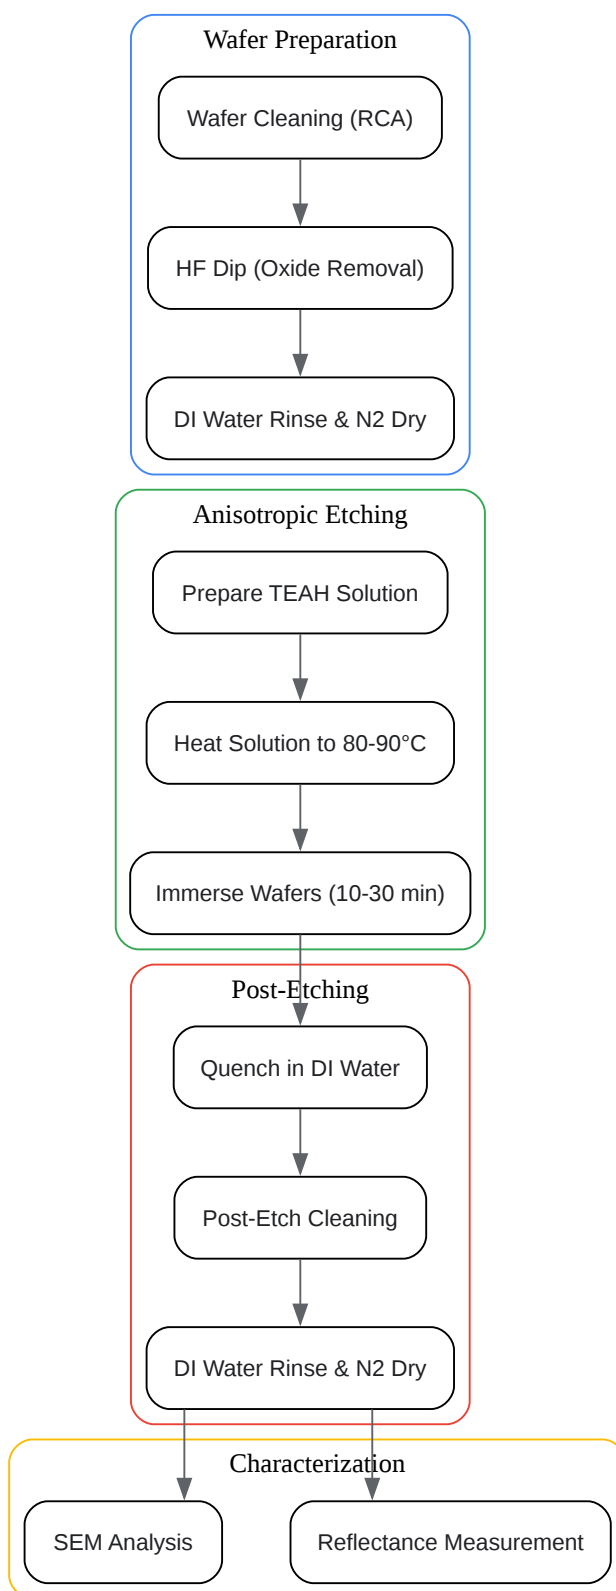 Wafer Preparation
Wafer Cleaning (RCA)
HF Dip (Oxide Removal)
DI Water Rinse & N2 Dry
Anisotropic Etching
Prepare TEAH Solution
Heat Solution to 80-90°C
Immerse Wafers (10-30 min)
Post-Etching
Quench in DI Water
Post-Etch Cleaning
DI Water Rinse & N2 Dry
Characterization
SEM Analysis
Reflectance Measurement